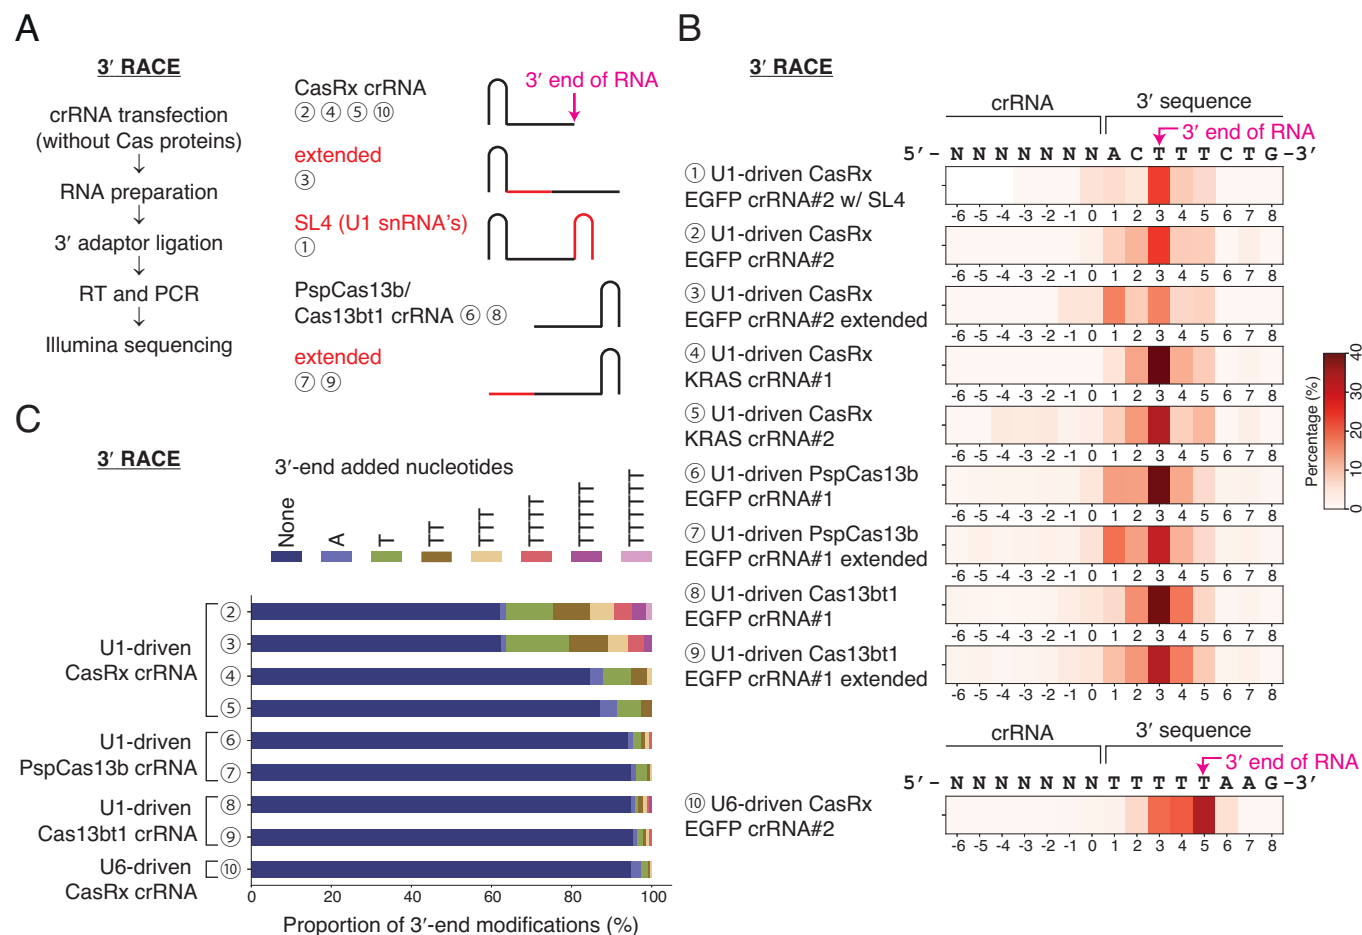 A
3′ RACE
crRNA transfection
(without Cas proteins)
↓
RNA preparation
↓
3′ adaptor ligation
↓
RT and PCR
↓
Illumina sequencing
CasRx crRNA
② ④ ⑤ ⑩
3′ end of RNA
extended
③
SL4 (U1 snRNA’s)
①
PspCas13b/
Cas13bt1 crRNA ⑥ ⑧
extended
⑦ ⑨
B
3′ RACE
crRNA 3′ sequence
3′ end of RNA
5′ – N N N N N N N A C T T T C T G –3′
① U1-driven CasRx
EGFP crRNA#2 w/ SL4
-6 -5 -4 -3 -2 -1 0 1 2 3 4 5 6 7 8
② U1-driven CasRx
EGFP crRNA#2
-6 -5 -4 -3 -2 -1 0 1 2 3 4 5 6 7 8
③ U1-driven CasRx
EGFP crRNA#2 extended
-6 -5 -4 -3 -2 -1 0 1 2 3 4 5 6 7 8
④ U1-driven CasRx
KRAS crRNA#1
-6 -5 -4 -3 -2 -1 0 1 2 3 4 5 6 7 8
⑤ U1-driven CasRx
KRAS crRNA#2
-6 -5 -4 -3 -2 -1 0 1 2 3 4 5 6 7 8
⑥ U1-driven PspCas13b
EGFP crRNA#1
-6 -5 -4 -3 -2 -1 0 1 2 3 4 5 6 7 8
⑦ U1-driven PspCas13b
EGFP crRNA#1 extended
-6 -5 -4 -3 -2 -1 0 1 2 3 4 5 6 7 8
⑧ U1-driven Cas13bt1
EGFP crRNA#1
-6 -5 -4 -3 -2 -1 0 1 2 3 4 5 6 7 8
⑨ U1-driven Cas13bt1
EGFP crRNA#1 extended
-6 -5 -4 -3 -2 -1 0 1 2 3 4 5 6 7 8
Percentage (%)
0 10 20 30 40
crRNA 3′ sequence
3′ end of RNA
5′ – N N N N N N N T T T T T A A G –3′
⑩ U6-driven CasRx
EGFP crRNA#2
-6 -5 -4 -3 -2 -1 0 1 2 3 4 5 6 7 8
C
3′ RACE
3′-end added nucleotides
None A T TT TTT TTTT TTTTT TTTTTT
U1-driven
CasRx crRNA
②
③
④
⑤
U1-driven
PspCas13b crRNA
⑥
⑦
U1-driven
Cas13bt1 crRNA
⑧
⑨
U6-driven
CasRx crRNA
⑩
0 20 40 60 80 100
Proportion of 3′-end modifications (%)